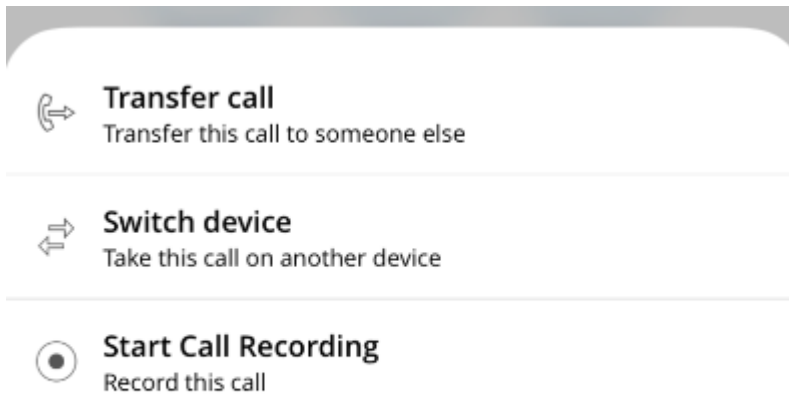 Transfer call
Transfer this call to someone else
Switch device
Take this call on another device
Start Call Recording
Record this call